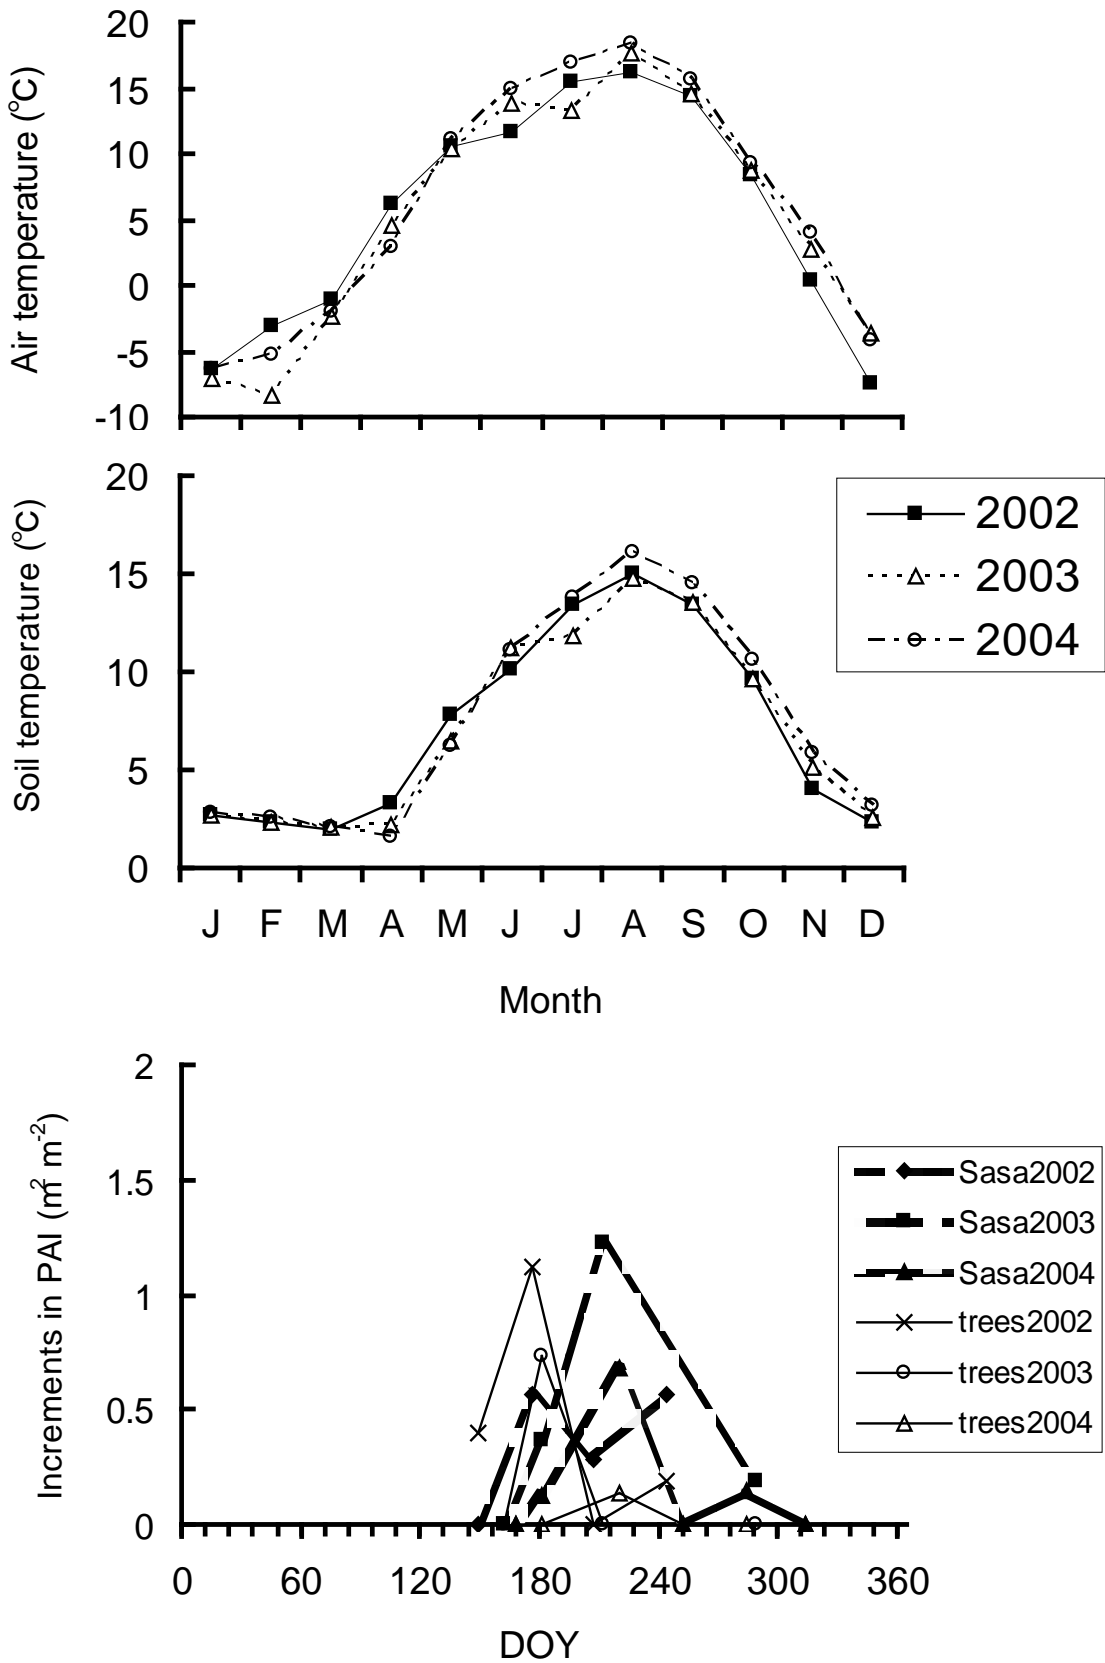 Air temperature (°C)
20
15
10
5
0
-5
-10
Soil temperature (°C)
20
15
10
5
0
2002
2003
2004
J F M A M J J A S O N D
Month
Increments in PAI (m² m⁻²)
2
1.5
1
0.5
0
Sasa2002
Sasa2003
Sasa2004
trees2002
trees2003
trees2004
0 60 120 180 240 300 360
DOY